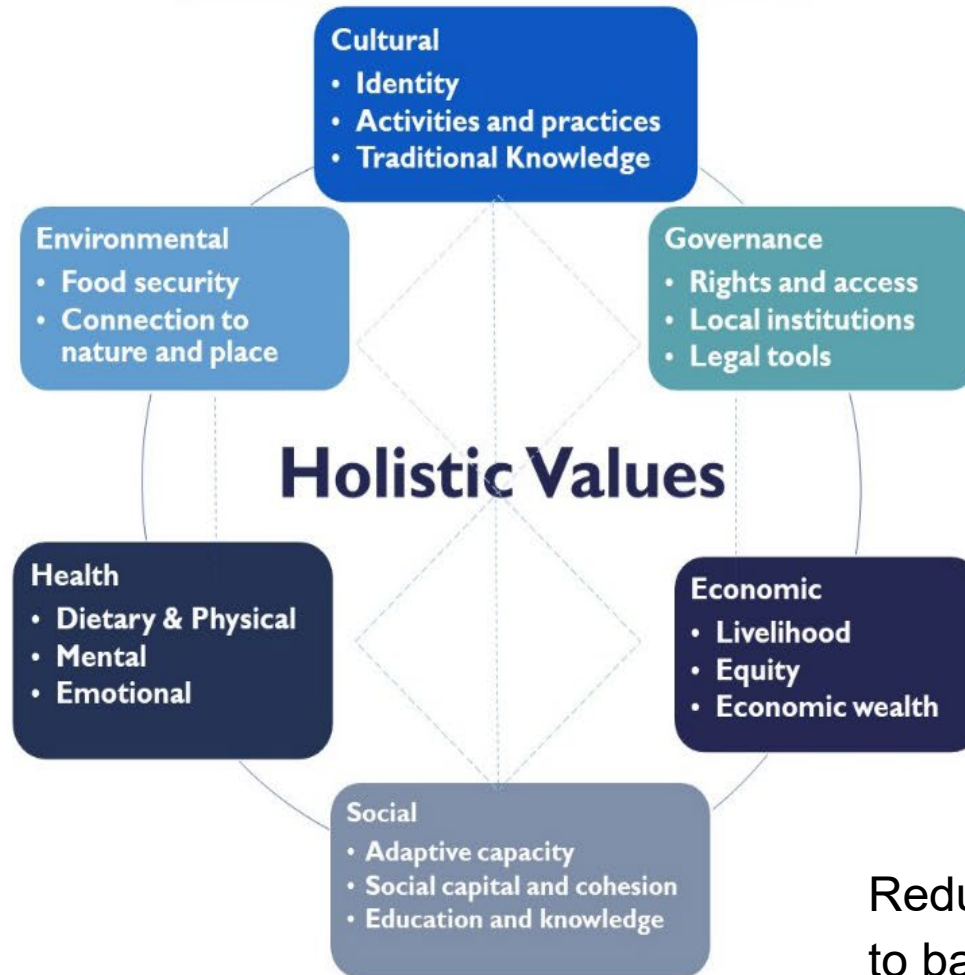 Cultural
• Identity
• Activities and practices
• Traditional Knowledge
Environmental
• Food security
• Connection to
nature and place
Governance
• Rights and access
• Local institutions
• Legal tools
Holistic Values
Health
• Dietary & Physical
• Mental
• Emotional
Economic
• Livelihood
• Equity
• Economic wealth
Social
• Adaptive capacity
• Social capital and cohesion
• Education and knowledge
to